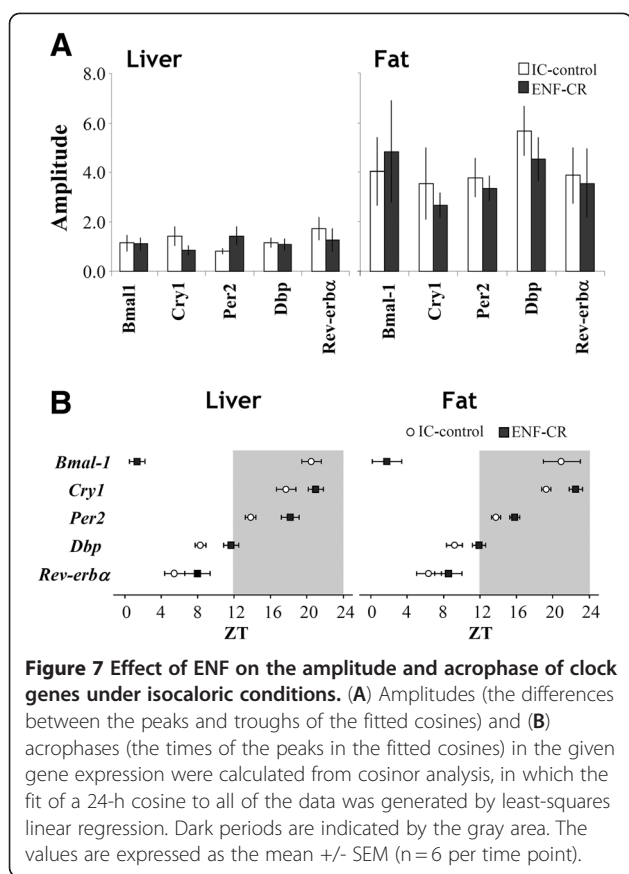 A
Liver
Fat
IC-control
ENF-CR
Amplitude
8.0
6.0
4.0
2.0
0.0
Bmal1
Cry1
Per2
Dbp
Rev-erbα
Bmal-1
Cry1
Per2
Dbp
Rev-erbα
B
Liver
Fat
IC-control
ENF-CR
Bmal-1
Cry1
Per2
Dbp
Rev-erbα
0 4 8 12 16 20 24
0 4 8 12 16 20 24
ZT
ZT
Figure 7 Effect of ENF on the amplitude and acrophase of clock
genes under isocaloric conditions. (A) Amplitudes (the differences
between the peaks and troughs of the fitted cosines) and (B)
acrophases (the times of the peaks in the fitted cosines) in the given
gene expression were calculated from cosinor analysis, in which the
fit of a 24-h cosine to all of the data was generated by least-squares
linear regression. Dark periods are indicated by the gray area. The
values are expressed as the mean +/- SEM (n = 6 per time point).